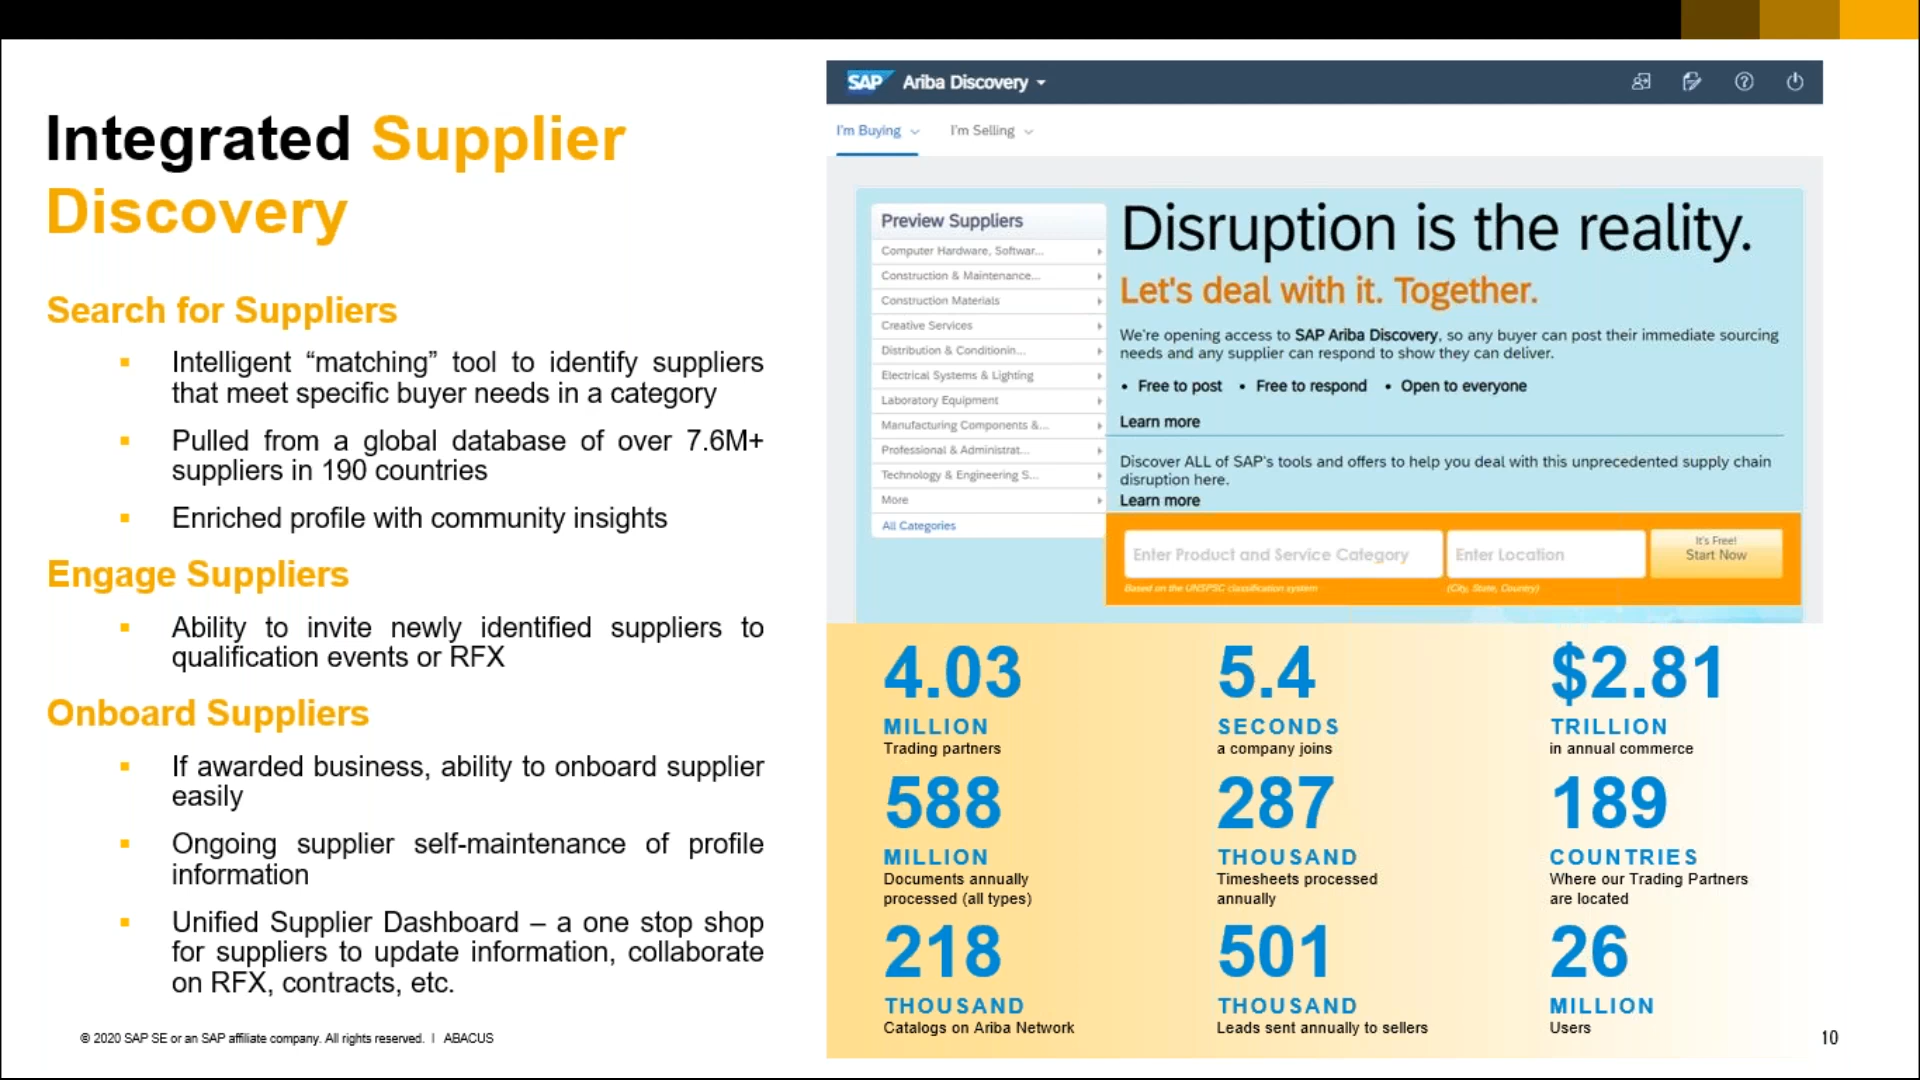 Integrated Supplier
Discovery
Search for Suppliers
Intelligent “matching” tool to identify suppliers
that meet specific buyer needs in a category
Pulled from a global database of over 7.6M+
suppliers in 190 countries
Enriched profile with community insights
Engage Suppliers
Ability to invite newly identified suppliers to
qualification events or RFX
Onboard Suppliers
If awarded business, ability to onboard supplier
easily
Ongoing supplier self-maintenance of profile
information
Unified Supplier Dashboard – a one stop shop
for suppliers to update information, collaborate
on RFX, contracts, etc.
© 2020 SAP SE or an SAP affiliate company. All rights reserved. I ABACUS
SAP Ariba Discovery
I'm Buying I'm Selling
Preview Suppliers
Computer Hardware, Softwar...
Construction & Maintenance...
Construction Materials
Creative Services
Distribution & Conditionin...
Electrical Systems & Lighting
Laboratory Equipment
Manufacturing Components &...
Professional & Administrat...
Technology & Engineering S...
More
All Categories
Disruption is the reality.
Let's deal with it. Together.
We're opening access to SAP Ariba Discovery, so any buyer can post their immediate sourcing
needs and any supplier can respond to show they can deliver.
• Free to post • Free to respond • Open to everyone
Learn more
Discover ALL of SAP's tools and offers to help you deal with this unprecedented supply chain
disruption here.
Learn more
Enter Product and Service Category
Enter Location
It's Free!
Start Now
Based on the UNSPSC classification system
(City, State, Country)
4.03
MILLION
Trading partners
5.4
SECONDS
a company joins
$2.81
TRILLION
in annual commerce
588
MILLION
Documents annually
processed (all types)
287
THOUSAND
Timesheets processed
annually
189
COUNTRIES
Where our Trading Partners
are located
218
THOUSAND
Catalogs on Ariba Network
501
THOUSAND
Leads sent annually to sellers
26
MILLION
Users
10